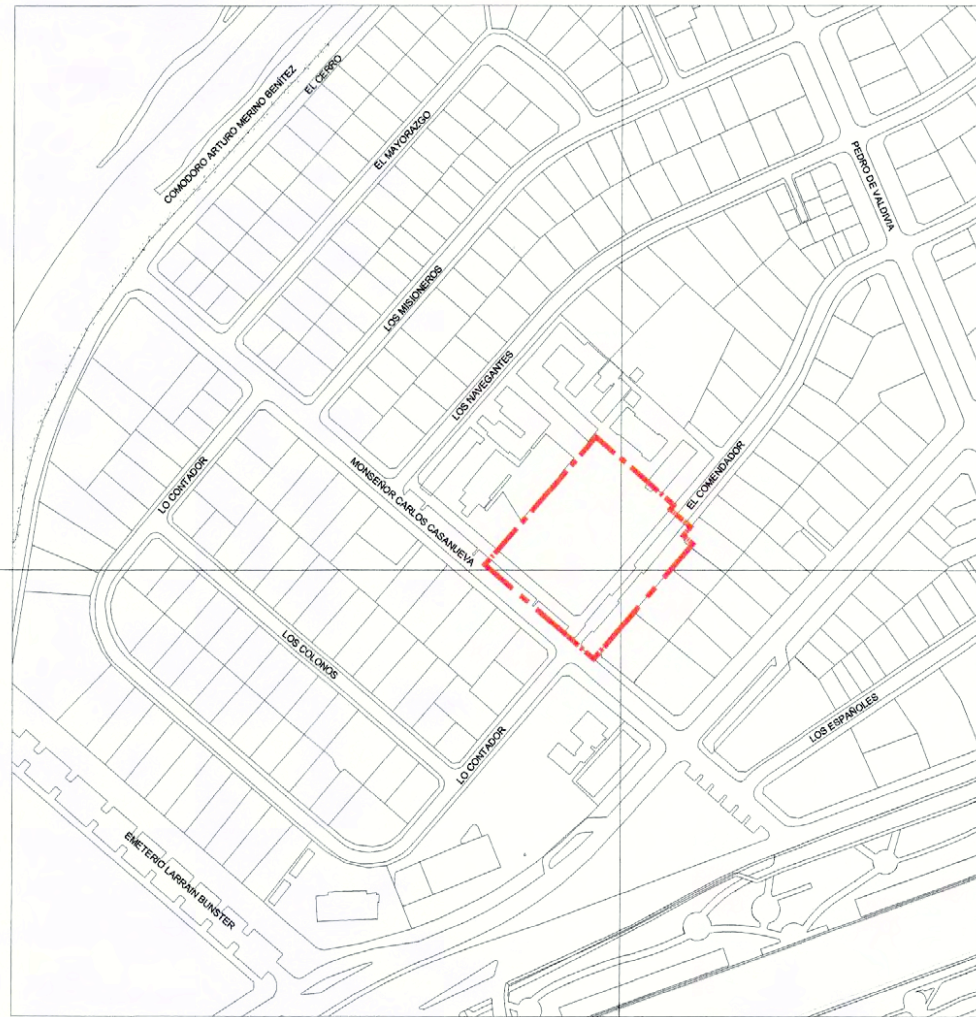 COMODORO ARTURO MERINO BENÍTEZ
EL CERRO
EL MAYORAZGO
PEDRO DE VALDIVIA
LOS MISIONEROS
LOS NAVEGANTES
LO CONTADOR
MONSEÑOR CARLOS CASANUEVA
EL COMENDADOR
LOS COLONOS
LO CONTADOR
LOS ESPAÑOLES
EMETERIO LARRAIN BUNSTER